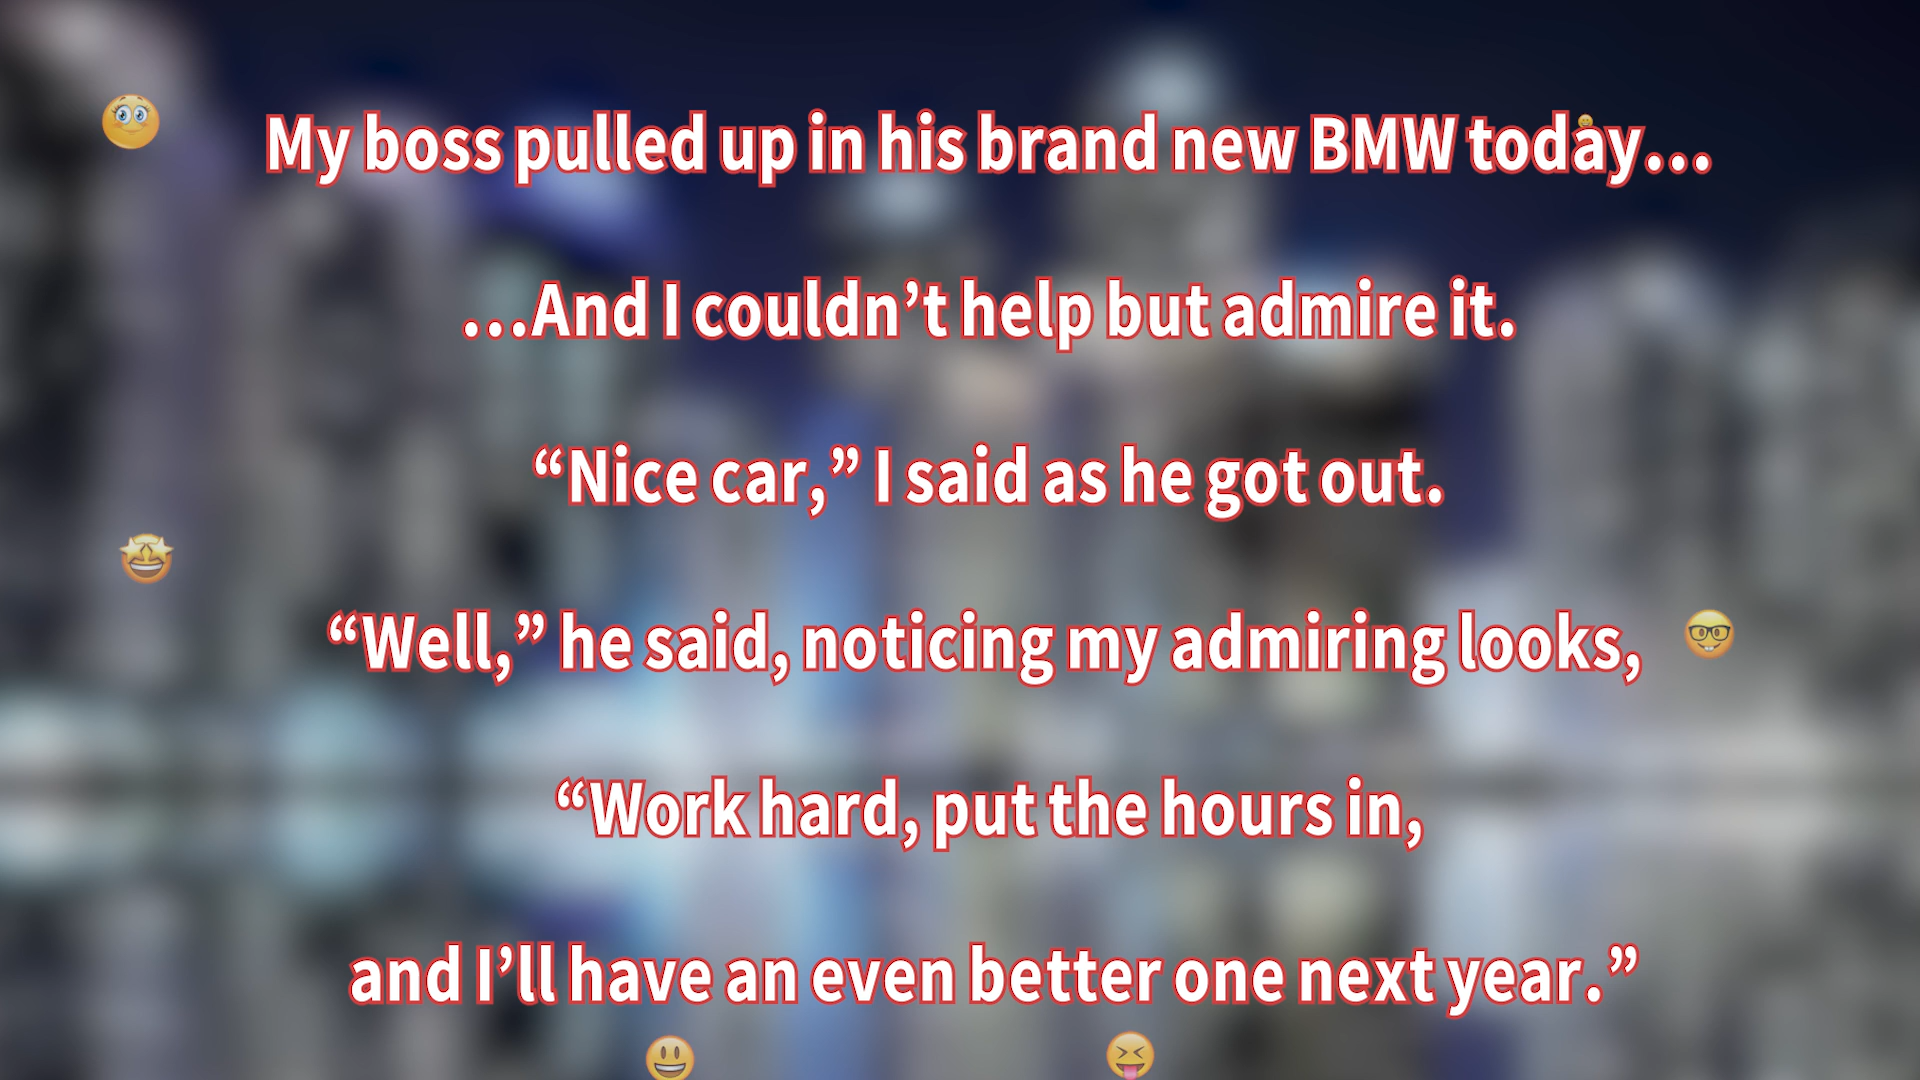 My boss pulled up in his brand new BMW today...
...And I couldn’t help but admire it.
“Nice car,” I said as he got out.
“Well,” he said, noticing my admiring looks,
“Work hard, put the hours in,
and I’ll have an even better one next year.”